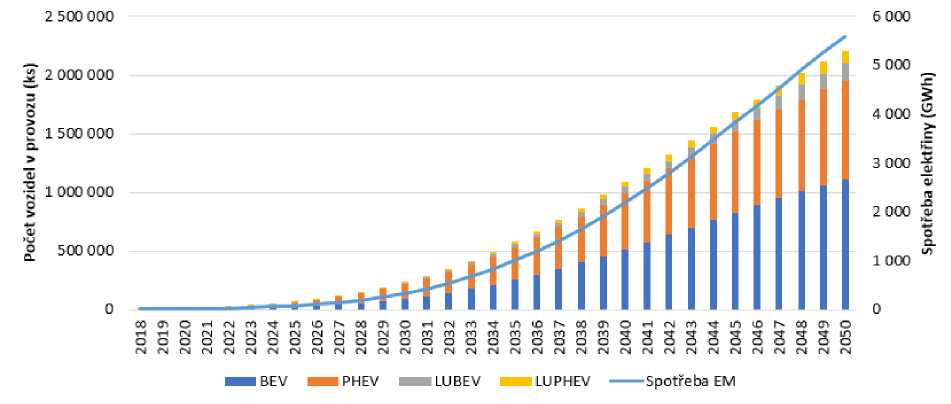 2 500 000
2 000 000
1 500 000
1 000 000
500 000
0
Počet vozidel v provozu (ks)
6 000
5 000
4 000
3 000
2 000
1 000
0
Spotřeba elektřiny (GWh)
2018 2019 2020 2021 2022 2023 2024 2025 2026 2027 2028 2029 2030 2031 2032 2033 2034 2035 2036 2037 2038 2039 2040 2041 2042 2043 2044 2045 2046 2047 2048 2049 2050
BEV PHEV LUBEV LUPHEV Spotřeba EM